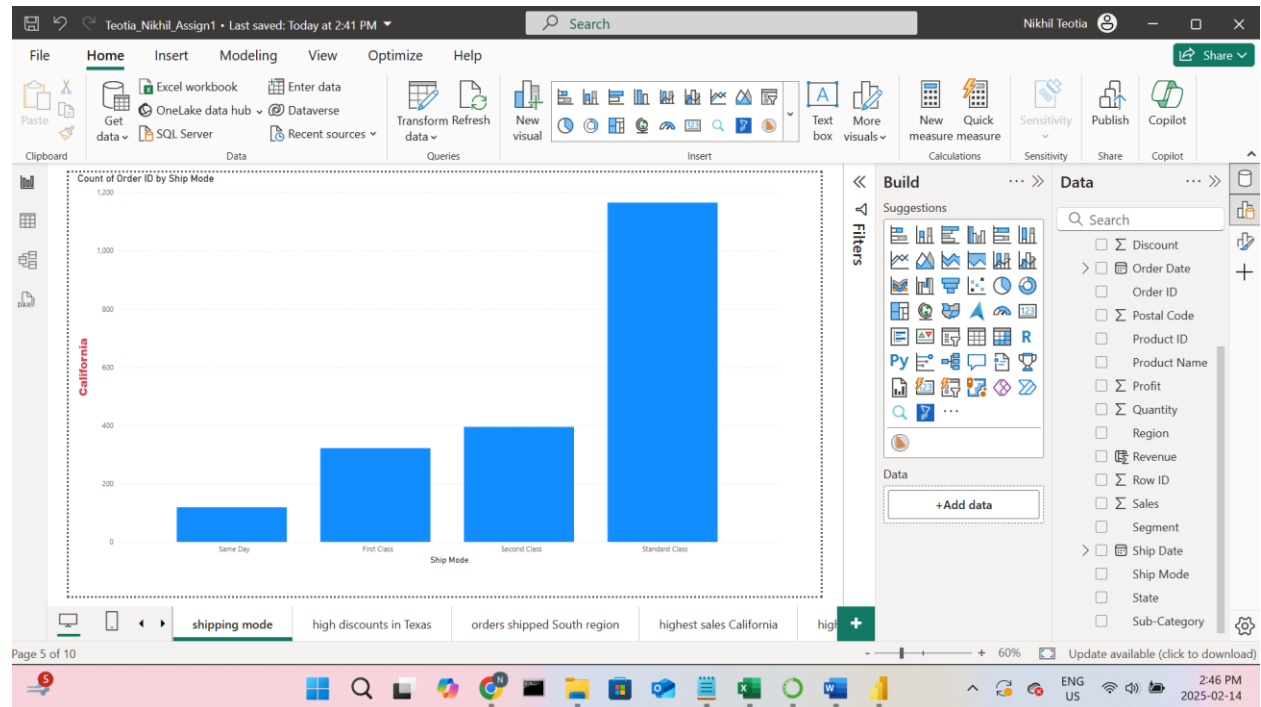 Teotia_Nikhil_Assign1 • Last saved: Today at 2:41 PM
Search
Nikhil Teotia
File Home Insert Modeling View Optimize Help
Share
Paste
Get data
Excel workbook
OneLake data hub
SQL Server
Enter data
Dataverse
Recent sources
Transform data
Refresh
New visual
Text box
More visuals
New measure
Quick measure
Sensitivity
Publish
Copilot
Clipboard Data Queries Insert Calculations Sensitivity Share Copilot
Count of Order ID by Ship Mode
1,200
1,000
800
600
400
200
0
California
Same Day First Class Second Class Standard Class
Ship Mode
Filters
Build
Suggestions
123
R
Py
123
Data
+Add data
Data
Search
Discount
Order Date
Order ID
Postal Code
Product ID
Product Name
Profit
Quantity
Region
Revenue
Row ID
Sales
Segment
Ship Date
Ship Mode
State
Sub-Category
DAX
shipping mode high discounts in Texas orders shipped South region highest sales California
Page 5 of 10
60%
Update available (click to download)
5
ENG
US
2:46 PM
2025-02-14